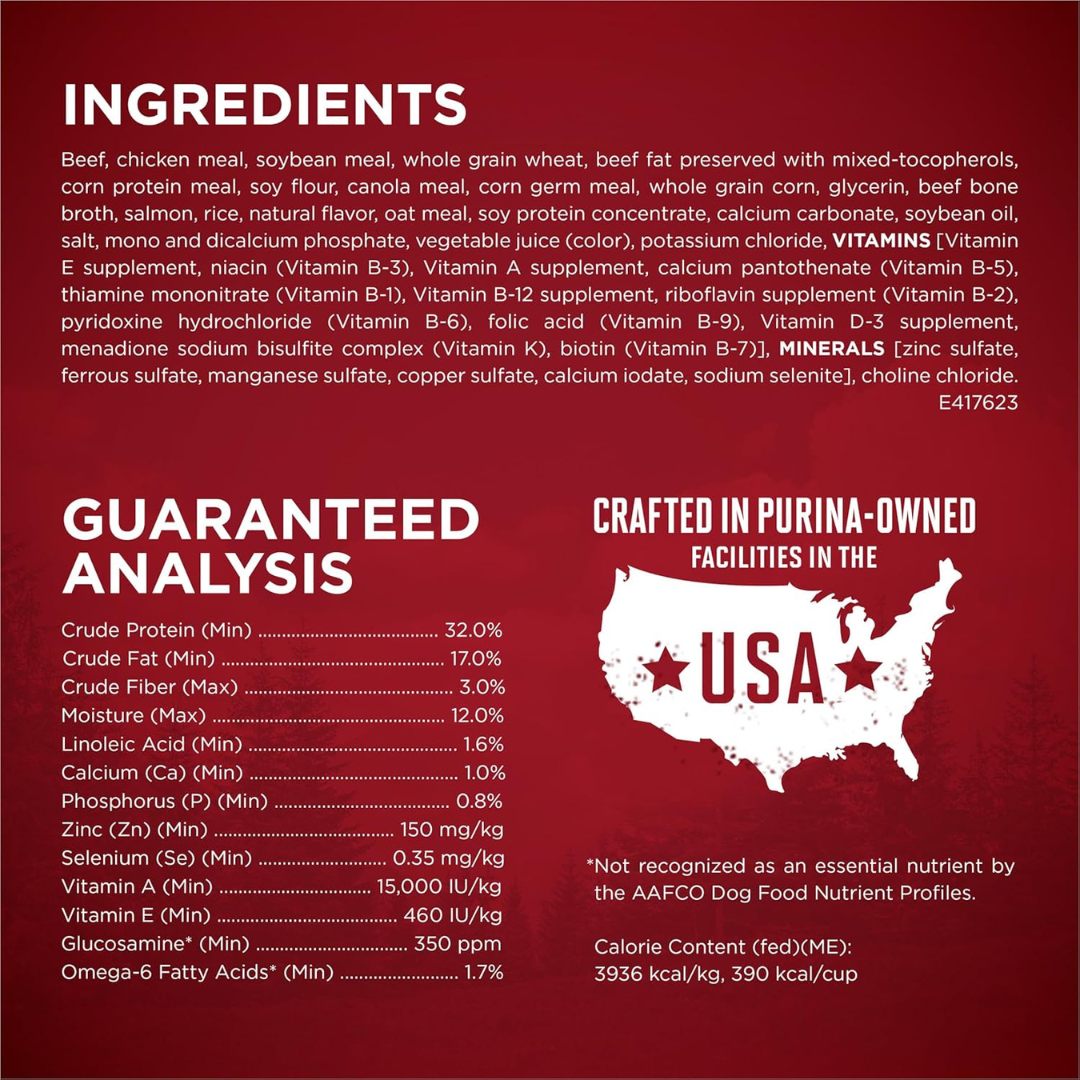 INGREDIENTS
Beef, chicken meal, soybean meal, whole grain wheat, beef fat preserved with mixed-tocopherols,
corn protein meal, soy flour, canola meal, corn germ meal, whole grain corn, glycerin, beef bone
broth, salmon, rice, natural flavor, oat meal, soy protein concentrate, calcium carbonate, soybean oil,
salt, mono and dicalcium phosphate, vegetable juice (color), potassium chloride, VITAMINS [Vitamin
E supplement, niacin (Vitamin B-3), Vitamin A supplement, calcium pantothenate (Vitamin B-5),
thiamine mononitrate (Vitamin B-1), Vitamin B-12 supplement, riboflavin supplement (Vitamin B-2),
pyridoxine hydrochloride (Vitamin B-6), folic acid (Vitamin B-9), Vitamin D-3 supplement,
menadione sodium bisulfite complex (Vitamin K), biotin (Vitamin B-7)], MINERALS [zinc sulfate,
ferrous sulfate, manganese sulfate, copper sulfate, calcium iodate, sodium selenite], choline chloride.
E417623
GUARANTEED
ANALYSIS
Crude Protein (Min) .................................... 32.0%
Crude Fat (Min) ............................................. 17.0%
Crude Fiber (Max) .......................................... 3.0%
Moisture (Max) ............................................... 12.0%
Linoleic Acid (Min) .......................................... 1.6%
Calcium (Ca) (Min) .......................................... 1.0%
Phosphorus (P) (Min) ................................... 0.8%
Zinc (Zn) (Min) .................................... 150 mg/kg
Selenium (Se) (Min) .......................... 0.35 mg/kg
Vitamin A (Min) ............................... 15,000 IU/kg
Vitamin E (Min) .................................... 460 IU/kg
Glucosamine* (Min) .............................. 350 ppm
Omega-6 Fatty Acids* (Min) ........................ 1.7%
CRAFTED IN PURINA-OWNED
FACILITIES IN THE
USA
*Not recognized as an essential nutrient by
the AAFCO Dog Food Nutrient Profiles.
Calorie Content (fed)(ME):
3936 kcal/kg, 390 kcal/cup